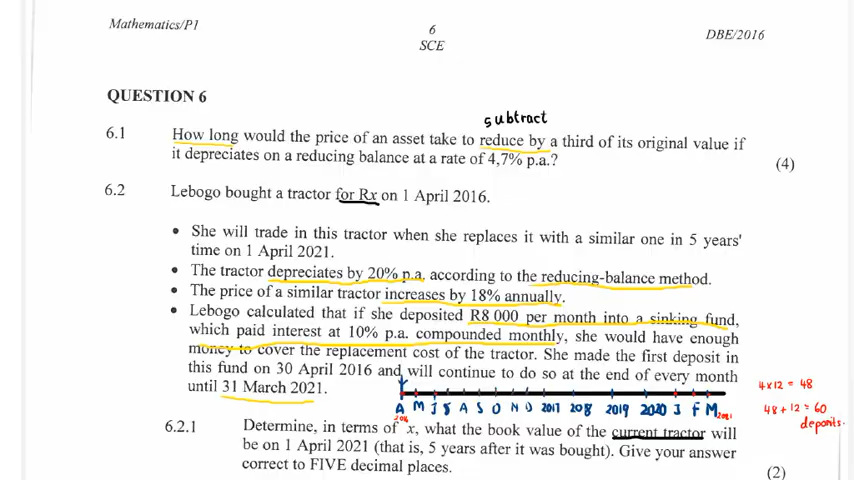 Mathematics/P1
6
SCE
DBE/2016
QUESTION 6
subtract
6.1 How long would the price of an asset take to reduce by a third of its original value if
it depreciates on a reducing balance at a rate of 4,7% p.a.?
(4)
6.2 Lebogo bought a tractor for Rx on 1 April 2016.
• She will trade in this tractor when she replaces it with a similar one in 5 years'
time on 1 April 2021.
• The tractor depreciates by 20% p.a. according to the reducing-balance method.
• The price of a similar tractor increases by 18% annually.
• Lebogo calculated that if she deposited R8 000 per month into a sinking fund,
which paid interest at 10% p.a. compounded monthly, she would have enough
money to cover the replacement cost of the tractor. She made the first deposit in
this fund on 30 April 2016 and will continue to do so at the end of every month
until 31 March 2021.
4x12 = 48
A M J J A S O N D 2017 2018 2019 2020 J F M 2021
2016
48 + 12 = 60
deposits.
6.2.1 Determine, in terms of x, what the book value of the current tractor will
be on 1 April 2021 (that is, 5 years after it was bought). Give your answer
correct to FIVE decimal places.
(2)